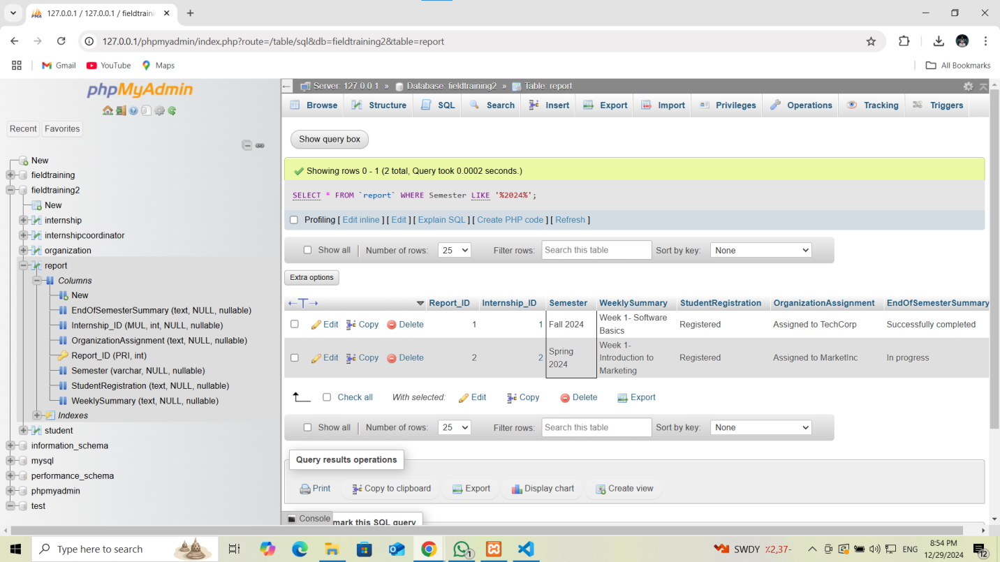 127.0.0.1 / 127.0.0.1 / fieldtraini
127.0.0.1/phpmyadmin/index.php?route=/table/sql&db=fieldtraining2&table=report
Gmail YouTube Maps All Bookmarks
phpMyAdmin
Recent Favorites
New
fieldtraining
fieldtraining2
New
internship
internshipcoordinator
organization
report
Columns
New
EndOfSemesterSummary (text, NULL, nullable)
Internship_ID (MUL, int, NULL, nullable)
OrganizationAssignment (text, NULL, nullable)
Report_ID (PRI, int)
Semester (varchar, NULL, nullable)
StudentRegistration (text, NULL, nullable)
WeeklySummary (text, NULL, nullable)
Indexes
student
information_schema
mysql
performance_schema
phpmyadmin
test
Server: 127.0.0.1 » Database: fieldtraining2 » Table: report
Browse Structure SQL Search Insert Export Import Privileges Operations Tracking Triggers
Show query box
Showing rows 0 - 1 (2 total, Query took 0.0002 seconds.)
SELECT * FROM `report` WHERE Semester LIKE '%2024%';
Profiling [ Edit inline ] [ Edit ] [ Explain SQL ] [ Create PHP code ] [ Refresh ]
Show all Number of rows: 25 Filter rows: Search this table Sort by key: None
Extra options
Report_ID Internship_ID Semester WeeklySummary StudentRegistration OrganizationAssignment EndOfSemesterSummary
Edit Copy Delete 1 1 Fall 2024 Week 1- Software Registered Assigned to TechCorp Successfully completed
Basics
Edit Copy Delete 2 2 Spring Week 1- Registered Assigned to MarketInc In progress
2024 Introduction to
Marketing
Check all With selected: Edit Copy Delete Export
Show all Number of rows: 25 Filter rows: Search this table Sort by key: None
Query results operations
Print Copy to clipboard Export Display chart Create view
Console mark this SQL query
Type here to search
1
SWDY ٪2,37-
ENG
8:54 PM
12/29/2024
12